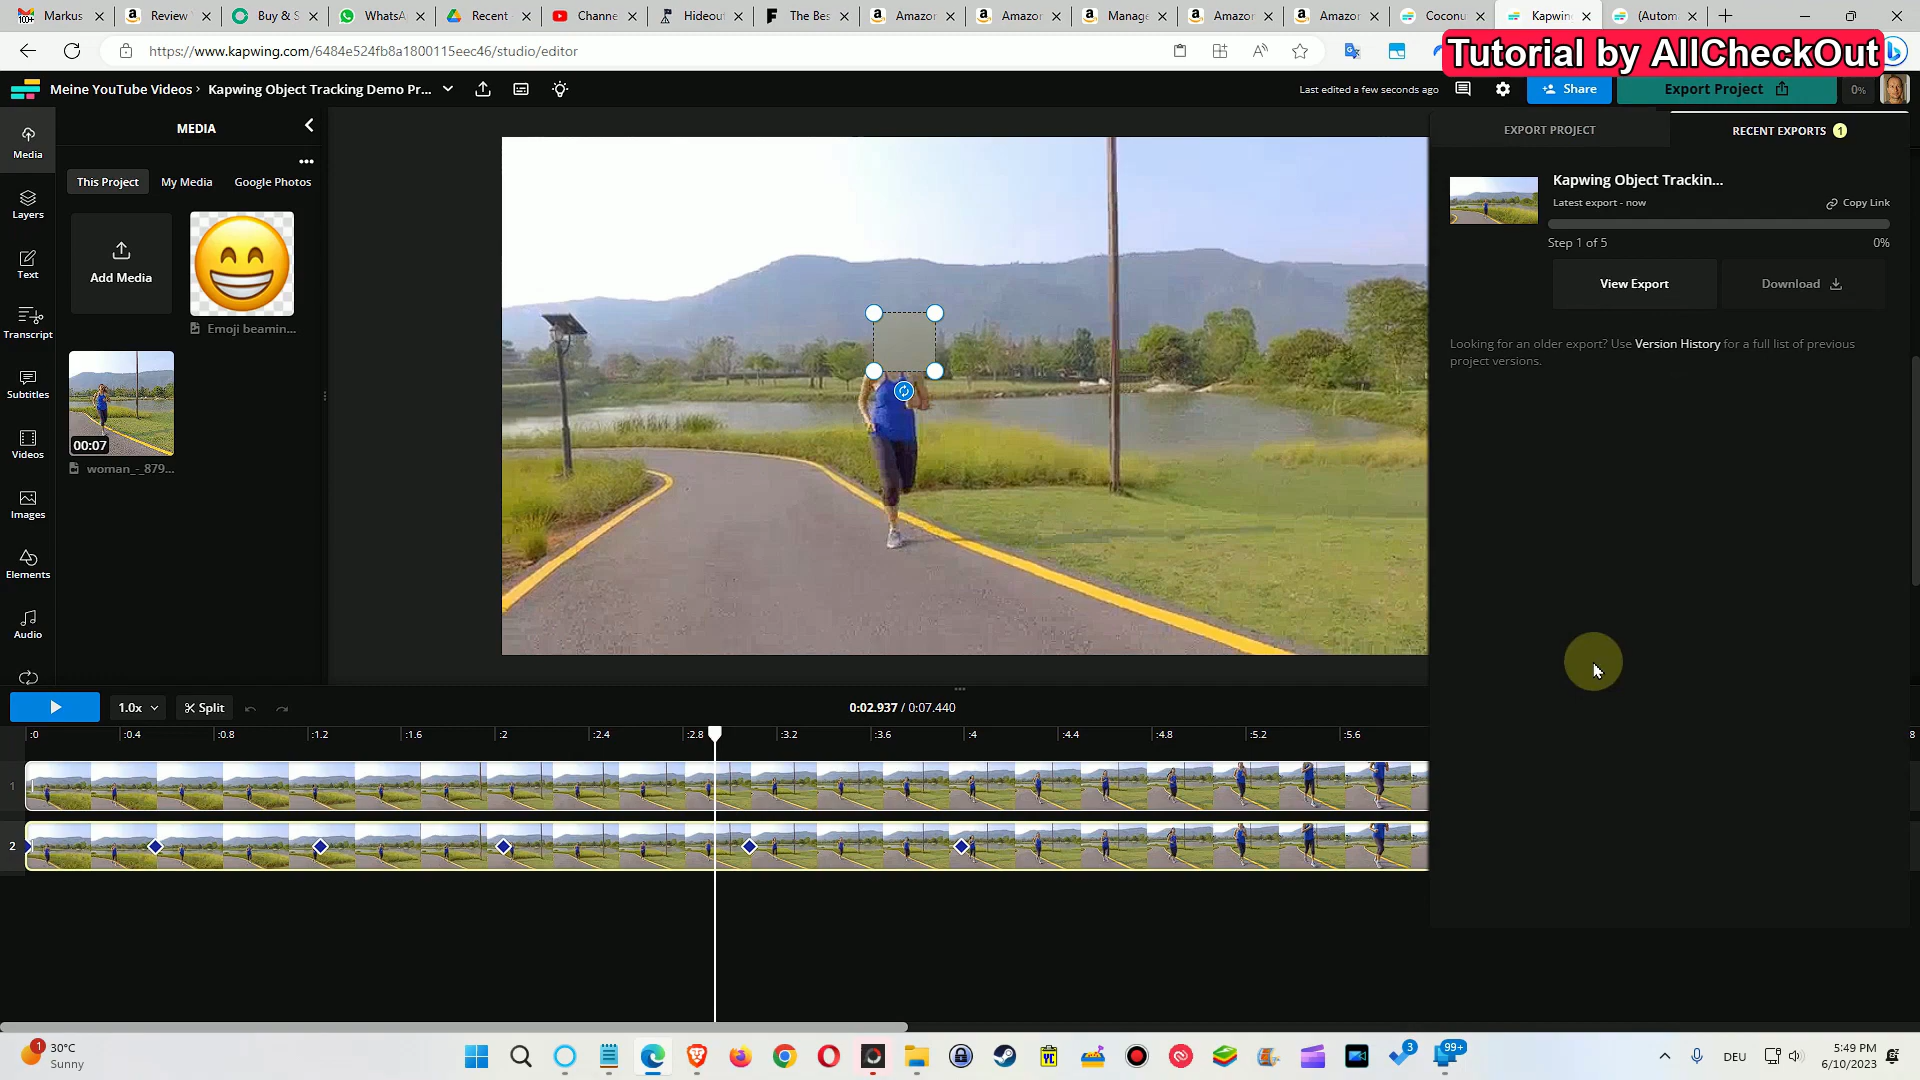 Markus
Review
Buy & S
WhatsA
Recent
Channe
Hideou
The Bes
Amazor
Amazor
Manage
Amazor
Amazor
Coconu
Kapwin
(Autom
https://www.kapwing.com/6484e524fb8a1800115eec46/studio/editor
Tutorial by AllCheckOut
Meine YouTube Videos › Kapwing Object Tracking Demo Pr...
Last edited a few seconds ago
Share
Export Project
0%
Media
Layers
Text
Transcript
Subtitles
Videos
Images
Elements
Audio
MEDIA
This Project
My Media
Google Photos
Add Media
Emoji beamin...
00:07
woman_-_879...
EXPORT PROJECT
RECENT EXPORTS 1
Kapwing Object Trackin...
Latest export - now
Copy Link
Step 1 of 5
0%
View Export
Download
Looking for an older export? Use Version History for a full list of previous
project versions.
1.0x
Split
0:02.937 / 0:07.440
:0 :0.4 :0.8 :1.2 :1.6 :2 :2.4 :2.8 :3.2 :3.6 :4 :4.4 :4.8 :5.2 :5.6 8
1
2
1
30°C
Sunny
3
99+
DEU
5:49 PM
6/10/2023